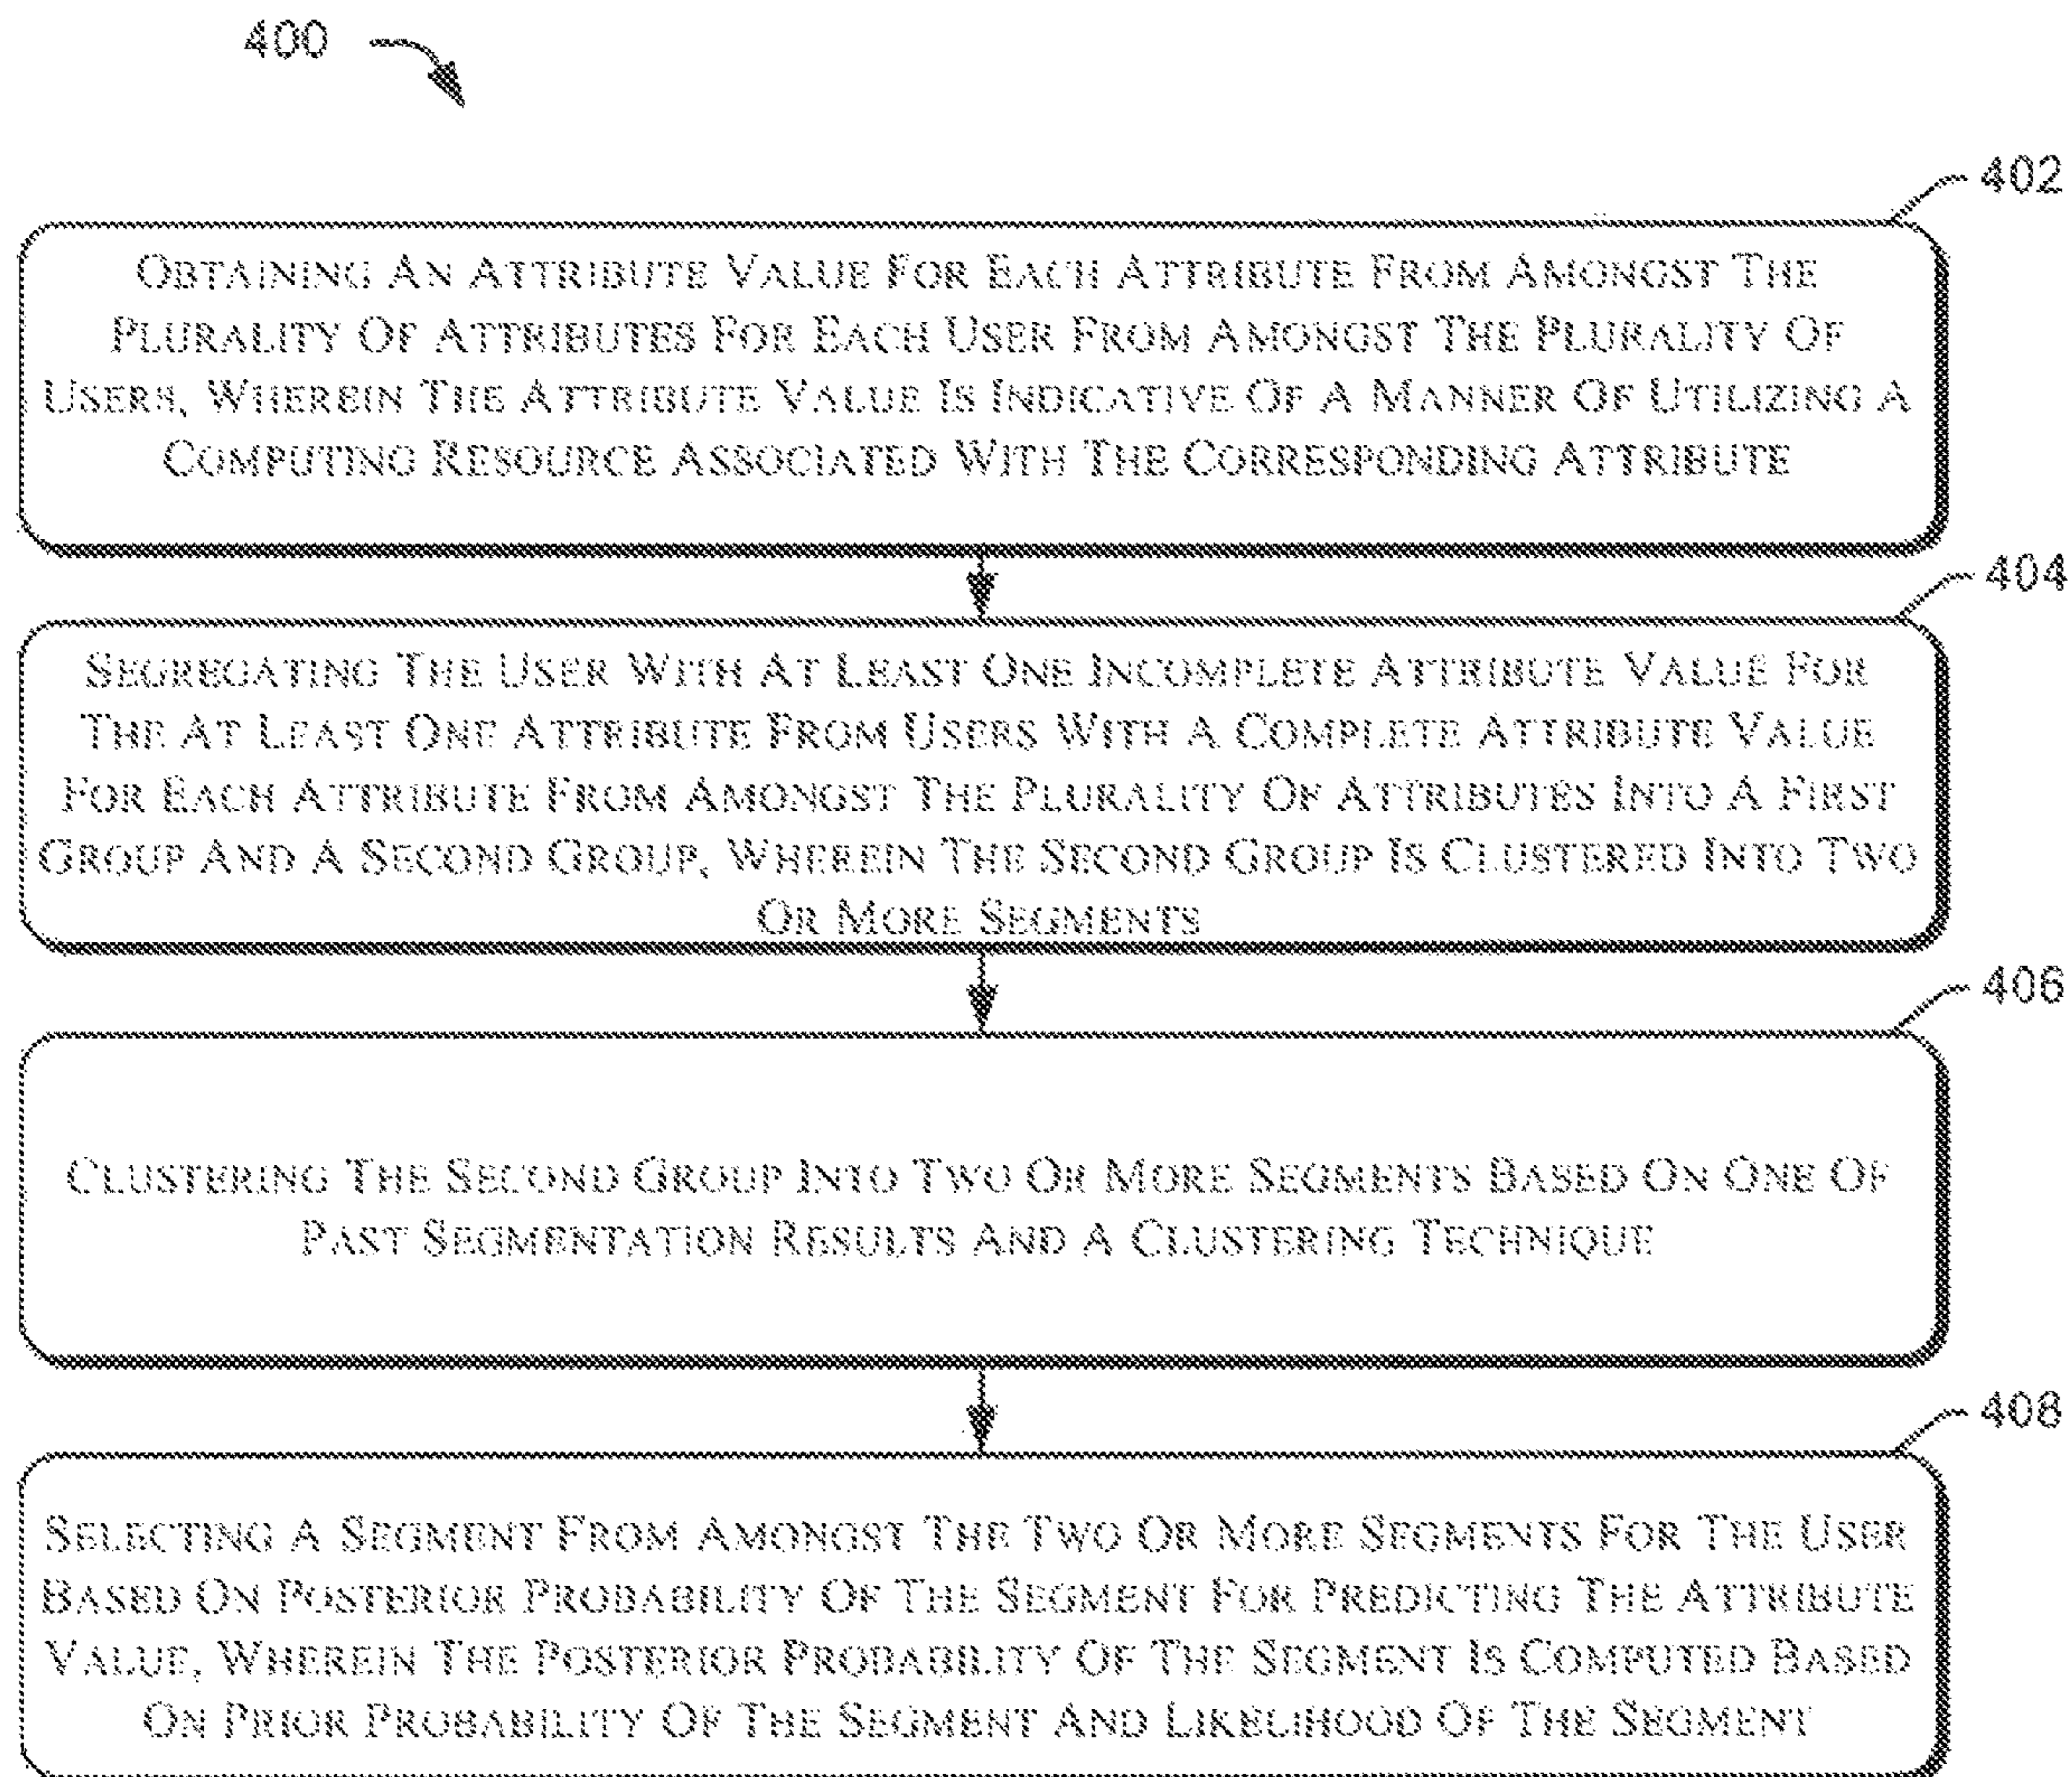 400
402
OBTAINING AN ATTRIBUTE VALUE FOR EACH ATTRIBUTE FROM AMONGST THE
PLURALITY OF ATTRIBUTES FOR EACH USER FROM AMONGST THE PLURALITY OF
USERS, WHEREIN THE ATTRIBUTE VALUE IS INDICATIVE OF A MANNER OF UTILIZING A
COMPUTING RESOURCE ASSOCIATED WITH THE CORRESPONDING ATTRIBUTE
404
SEGREGATING THE USER WITH AT LEAST ONE INCOMPLETE ATTRIBUTE VALUE FOR
THE AT LEAST ONE ATTRIBUTE FROM USERS WITH A COMPLETE ATTRIBUTE VALUE
FOR EACH ATTRIBUTE FROM AMONGST THE PLURALITY OF ATTRIBUTES INTO A FIRST
GROUP AND A SECOND GROUP, WHEREIN THE SECOND GROUP IS CLUSTERED INTO TWO
OR MORE SEGMENTS
406
CLUSTERING THE SECOND GROUP INTO TWO OR MORE SEGMENTS BASED ON ONE OF
PAST SEGMENTATION RESULTS AND A CLUSTERING TECHNIQUE
408
SELECTING A SEGMENT FROM AMONGST THE TWO OR MORE SEGMENTS FOR THE USER
BASED ON POSTERIOR PROBABILITY OF THE SEGMENT FOR PREDICTING THE ATTRIBUTE
VALUE, WHEREIN THE POSTERIOR PROBABILITY OF THE SEGMENT IS COMPUTED BASED
ON PRIOR PROBABILITY OF THE SEGMENT AND LIKELIHOOD OF THE SEGMENT